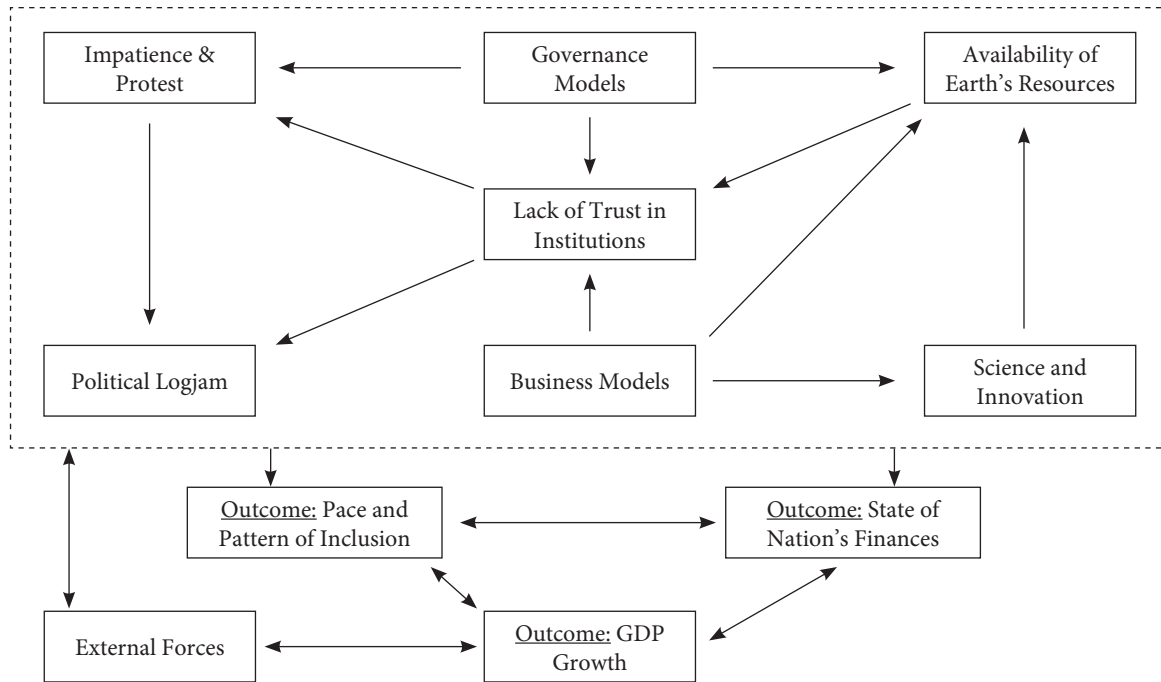 Impatience &
Protest
Governance
Models
Availability of
Earth’s Resources
Lack of Trust in
Institutions
Political Logjam
Business Models
Science and
Innovation
Outcome: Pace and
Pattern of Inclusion
Outcome: State of
Nation’s Finances
External Forces
Outcome: GDP
Growth